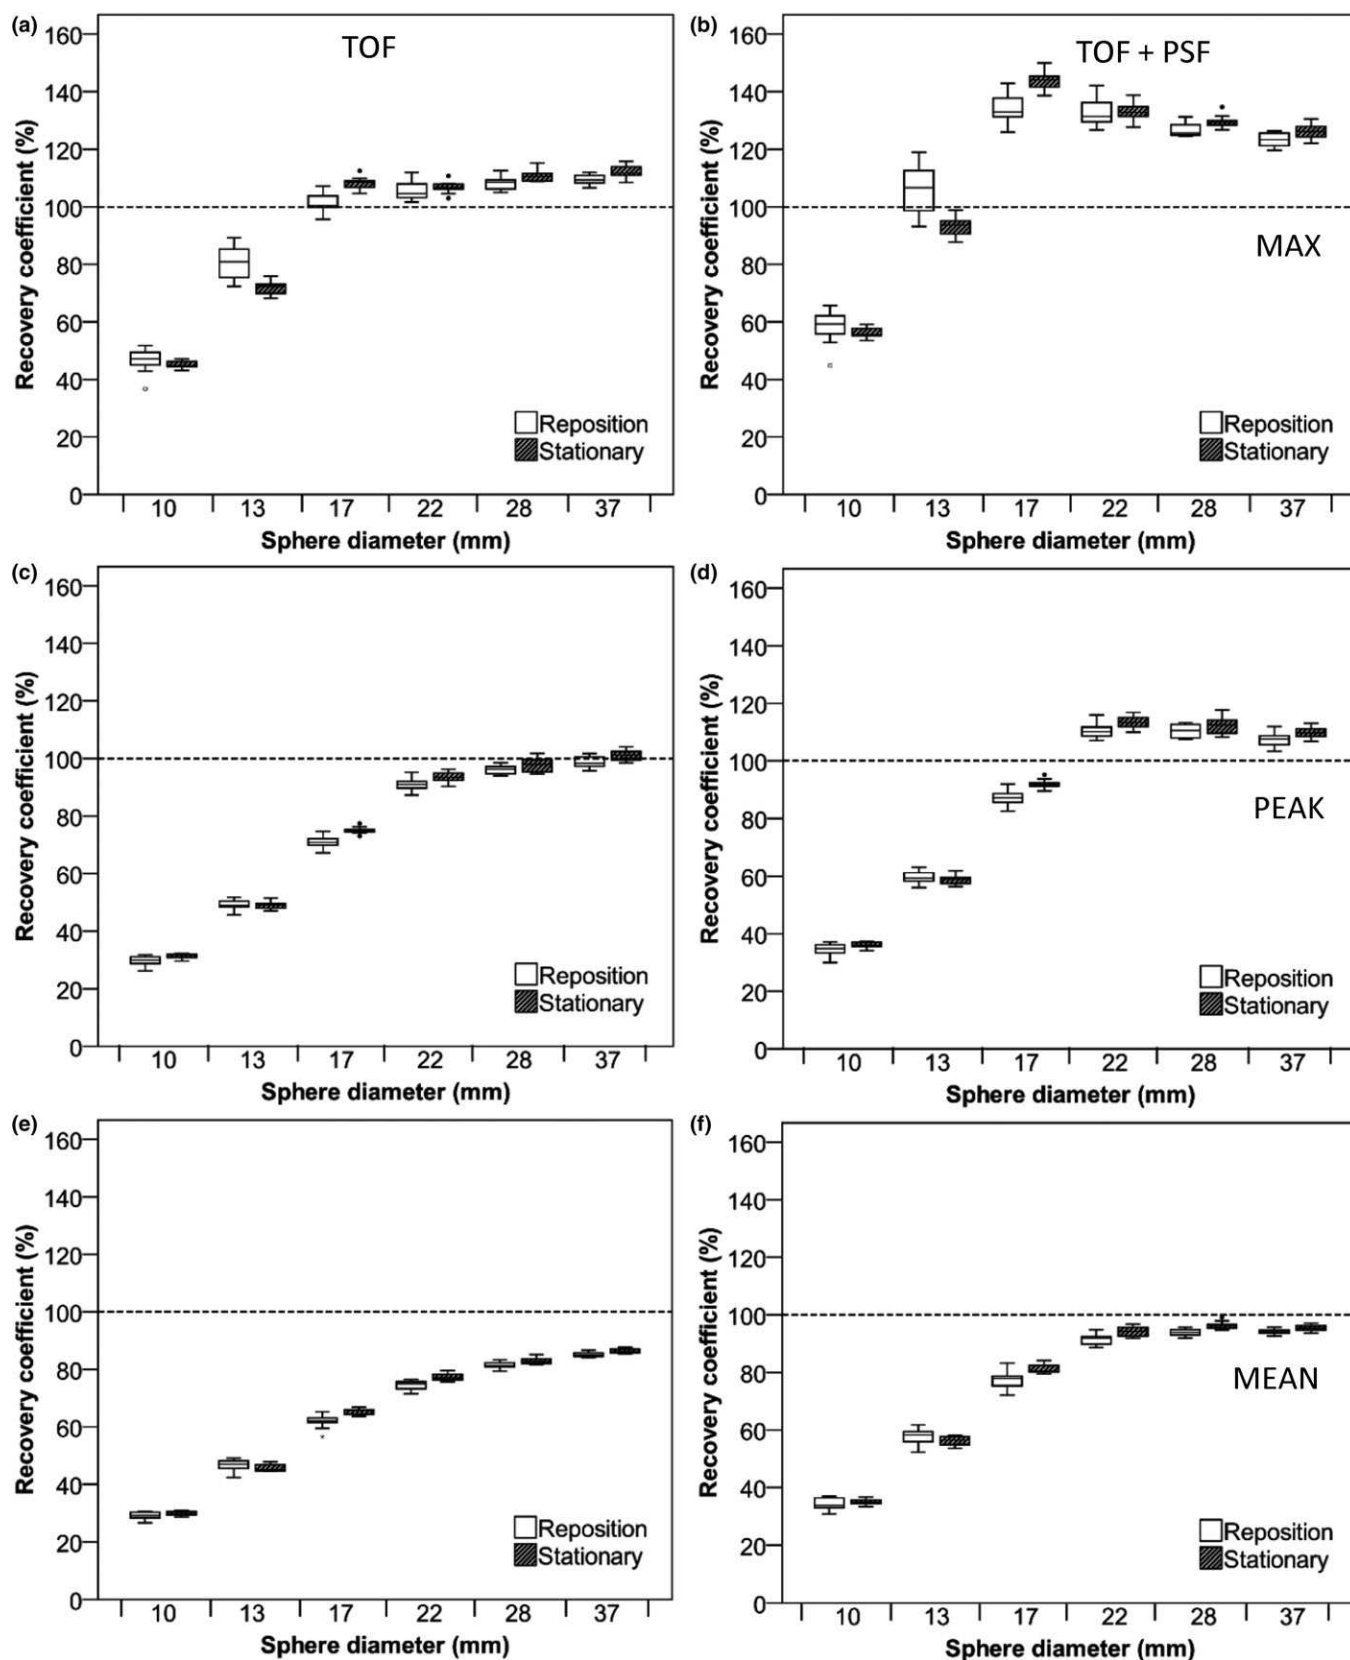 (a)
TOF
Recovery coefficient (%)
160
140
120
100
80
60
40
20
0
Reposition
Stationary
10 13 17 22 28 37
Sphere diameter (mm)
(b)
TOF + PSF
MAX
Recovery coefficient (%)
160
140
120
100
80
60
40
20
0
Reposition
Stationary
10 13 17 22 28 37
Sphere diameter (mm)
(c)
Recovery coefficient (%)
160
140
120
100
80
60
40
20
0
Reposition
Stationary
10 13 17 22 28 37
Sphere diameter (mm)
(d)
PEAK
Recovery coefficient (%)
160
140
120
100
80
60
40
20
0
Reposition
Stationary
10 13 17 22 28 37
Sphere diameter (mm)
(e)
Recovery coefficient (%)
160
140
120
100
80
60
40
20
0
Reposition
Stationary
10 13 17 22 28 37
Sphere diameter (mm)
(f)
MEAN
Recovery coefficient (%)
160
140
120
100
80
60
40
20
0
Reposition
Stationary
10 13 17 22 28 37
Sphere diameter (mm)